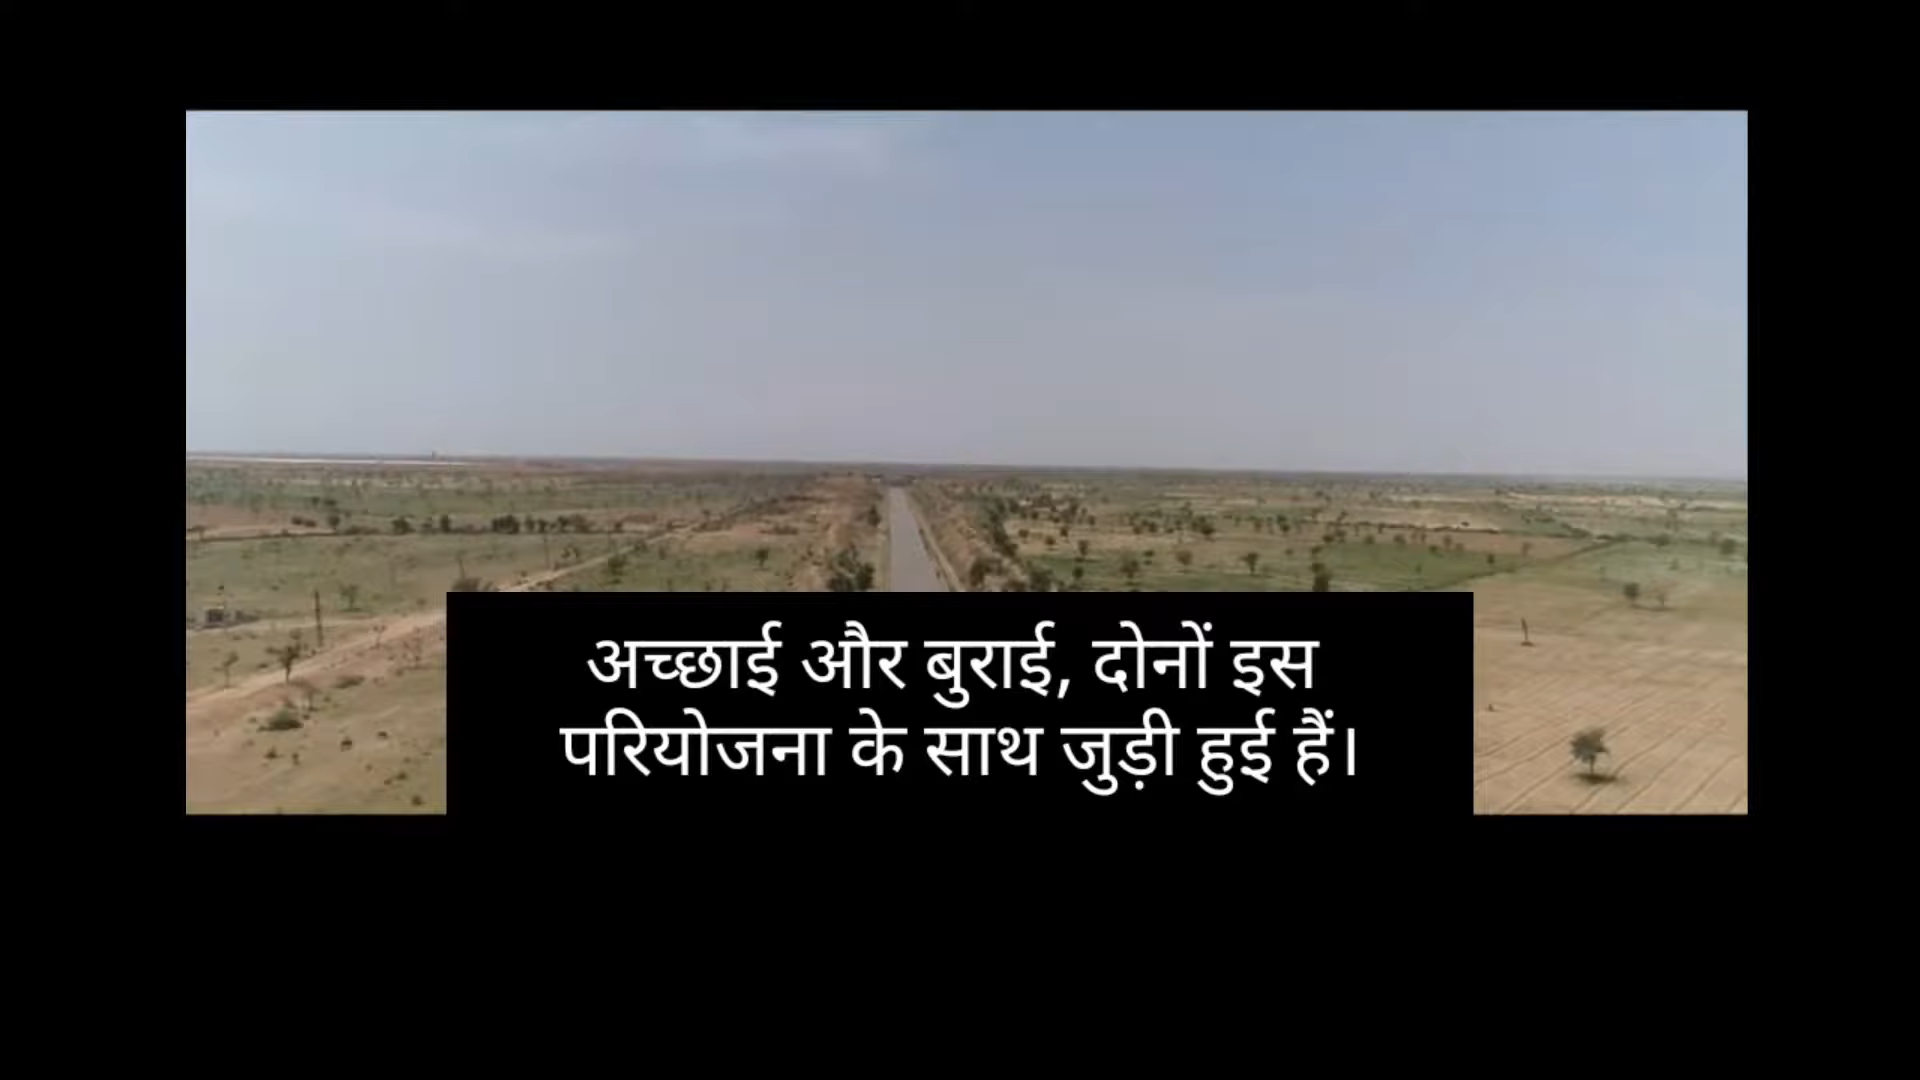 अच्छाई और बुराई, दोनों इस
परियोजना के साथ जुड़ी हुई हैं।